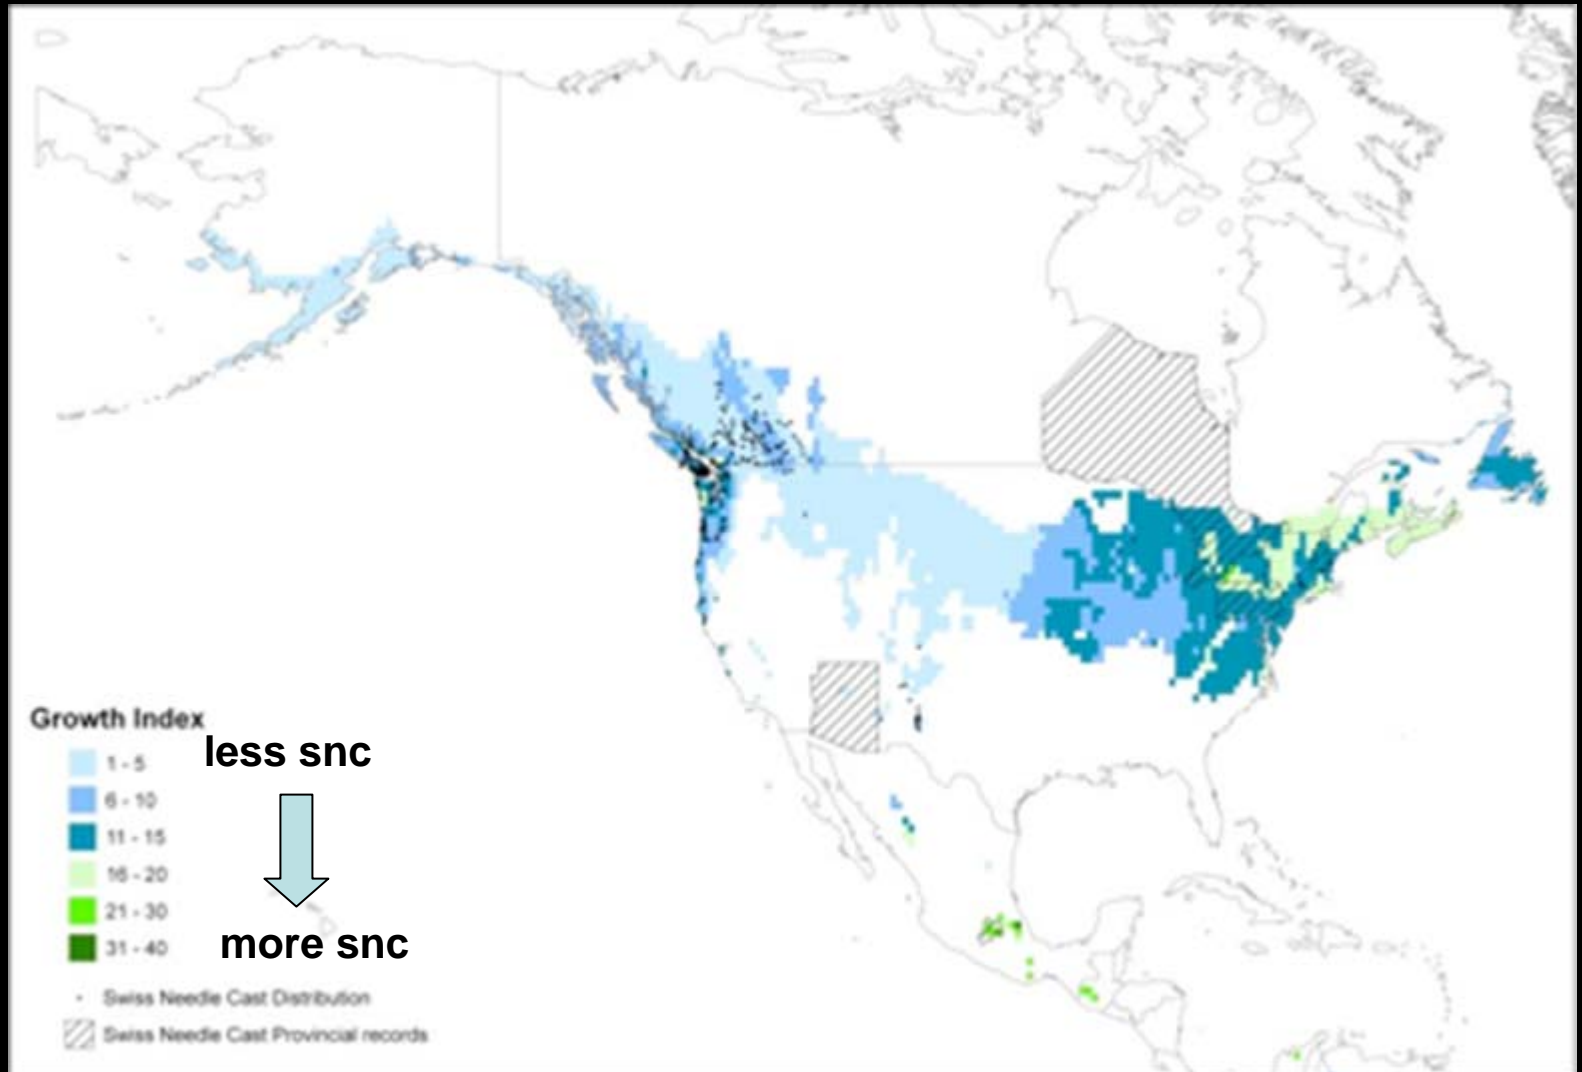 Growth Index
less snc
1 - 5
6 - 10
11 - 15
16 - 20
21 - 30
31 - 40
more snc
Swiss Needle Cast Distribution
Swiss Needle Cast Provincial records